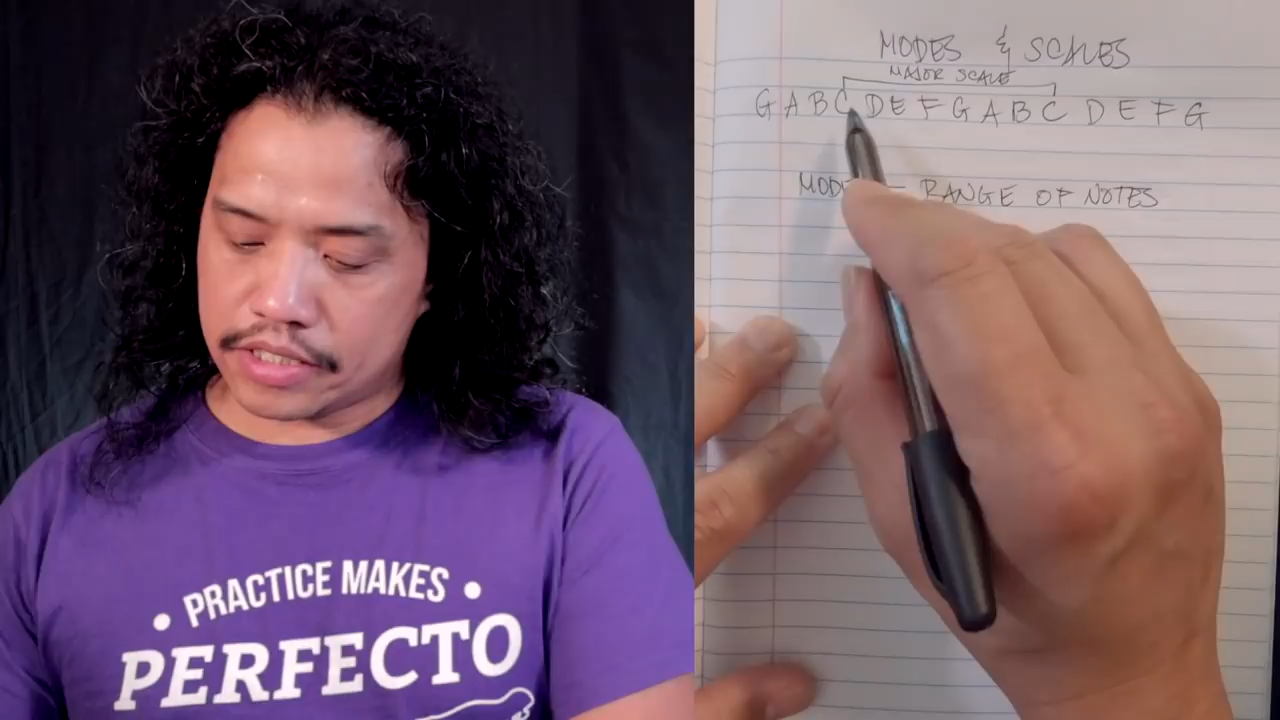 • PRACTICE MAKES •
PERFECTO
MODES & SCALES
MAJOR SCALE
G A B C D E F G A B C D E F G
— RANGE OF NOTES